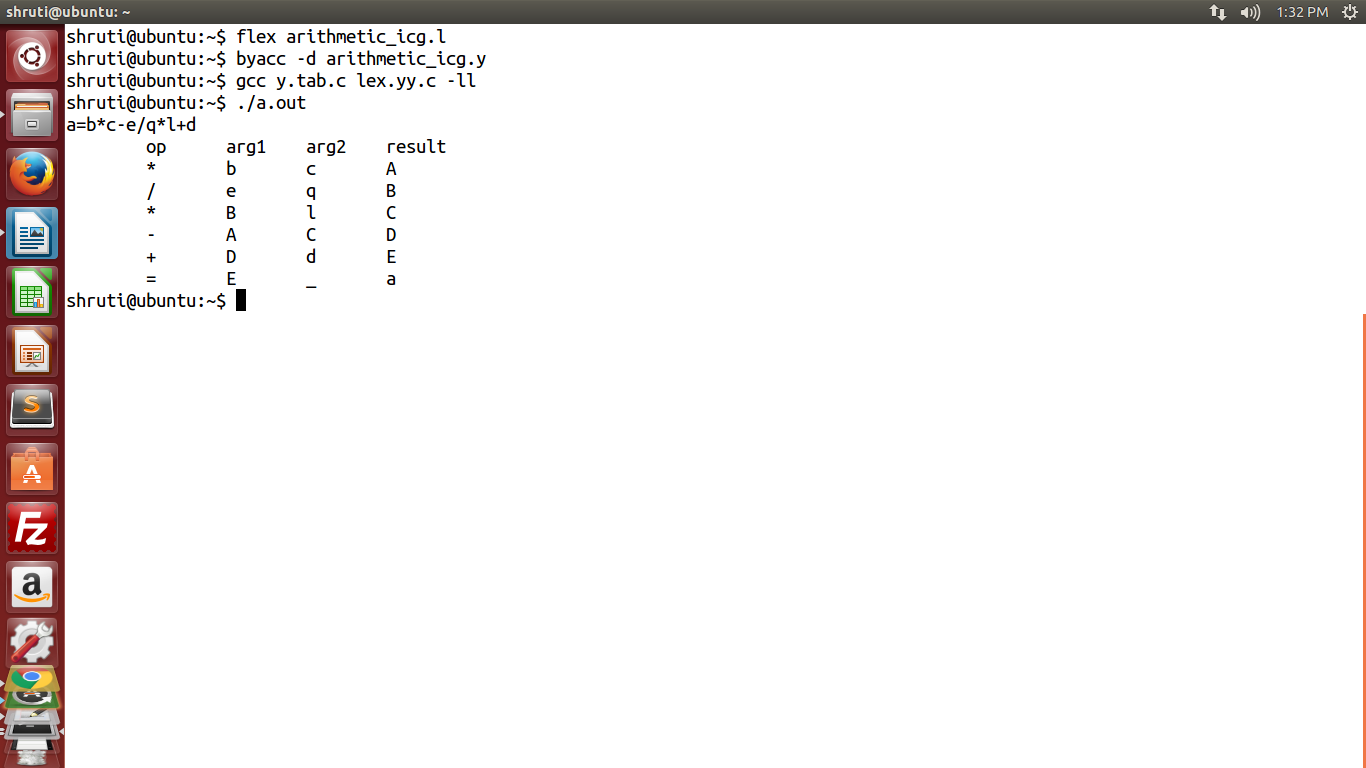 shruti@ubuntu: ~
1:32 PM
shruti@ubuntu:~$ flex arithmetic_icg.l
shruti@ubuntu:~$ byacc -d arithmetic_icg.y
shruti@ubuntu:~$ gcc y.tab.c lex.yy.c -ll
shruti@ubuntu:~$ ./a.out
a=b*c-e/q*l+d
op arg1 arg2 result
* b c A
/ e q B
* B l C
- A C D
+ D d E
= E _ a
shruti@ubuntu:~$
S
A
Fz
a